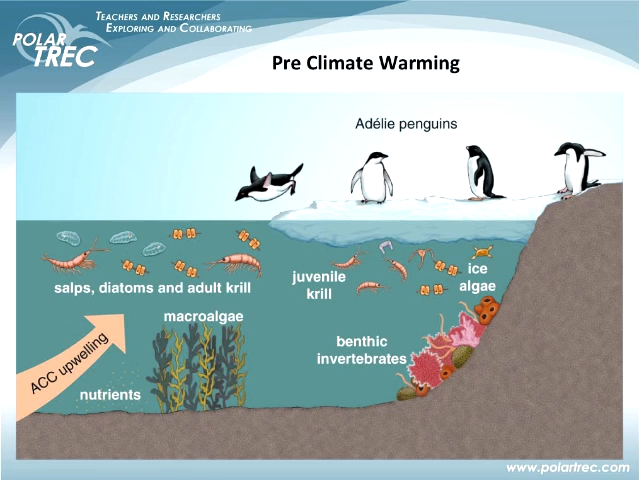 TEACHERS AND RESEARCHERS
EXPLORING AND COLLABORATING
POLAR
TREC
Pre Climate Warming
Adélie penguins
salps, diatoms and adult krill
juvenile
krill
ice
algae
macroalgae
benthic
invertebrates
ACC upwelling
nutrients
www.polartrec.com